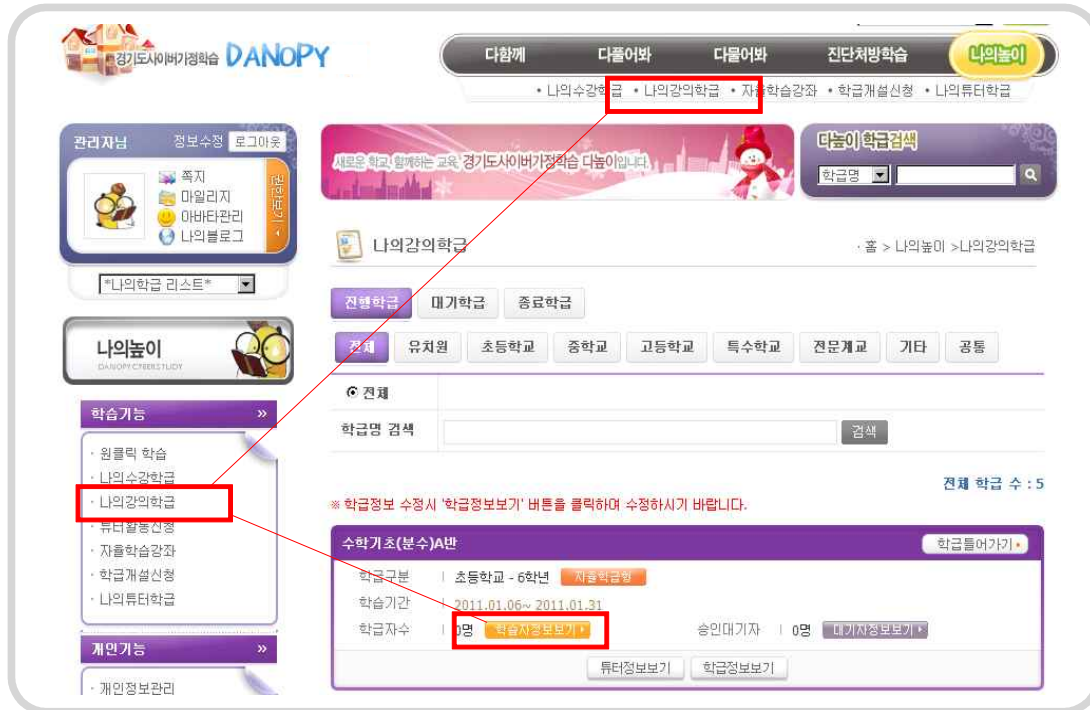 경기도사이버가정학습 DANOPY
다함께 다풀어봐 다물어봐 진단처방학습 나의높이
• 나의수강학급 • 나의강의학급 • 자율학습강좌 • 학급개설신청 • 나의튜터학급
관리자님 정보수정 로그아웃
쪽지
마일리지
아바타관리
나의블로그
*나의학급 리스트*
새로운 학교, 함께하는 교육, 경기도사이버가정학습 다높이입니다.
다높이 학급검색
학급명
나의강의학급
· 홈 > 나의높이 >나의강의학급
진행학급 대기학급 종료학급
전체 유치원 초등학교 중학교 고등학교 특수학교 전문계교 기타 공통
전체
학급명 검색 검색
전체 학급 수 : 5
※ 학급정보 수정시 '학급정보보기' 버튼을 클릭하여 수정하시기 바랍니다.
수학기초(분수)A반 학급들어가기
학급구분 | 초등학교 - 6학년 자율학급형
학습기간 | 2011.01.06~ 2011.01.31
학급자수 | 0명 학습자정보보기 승인대기자 | 0명 대기자정보보기
튜터정보보기 학급정보보기
나의높이
DANOPY CYBER STUDY
학습기능 »
· 원클릭 학습
· 나의수강학급
· 나의강의학급
· 튜터활동신청
· 자율학습강좌
· 학급개설신청
· 나의튜터학급
개인기능 »
· 개인정보관리